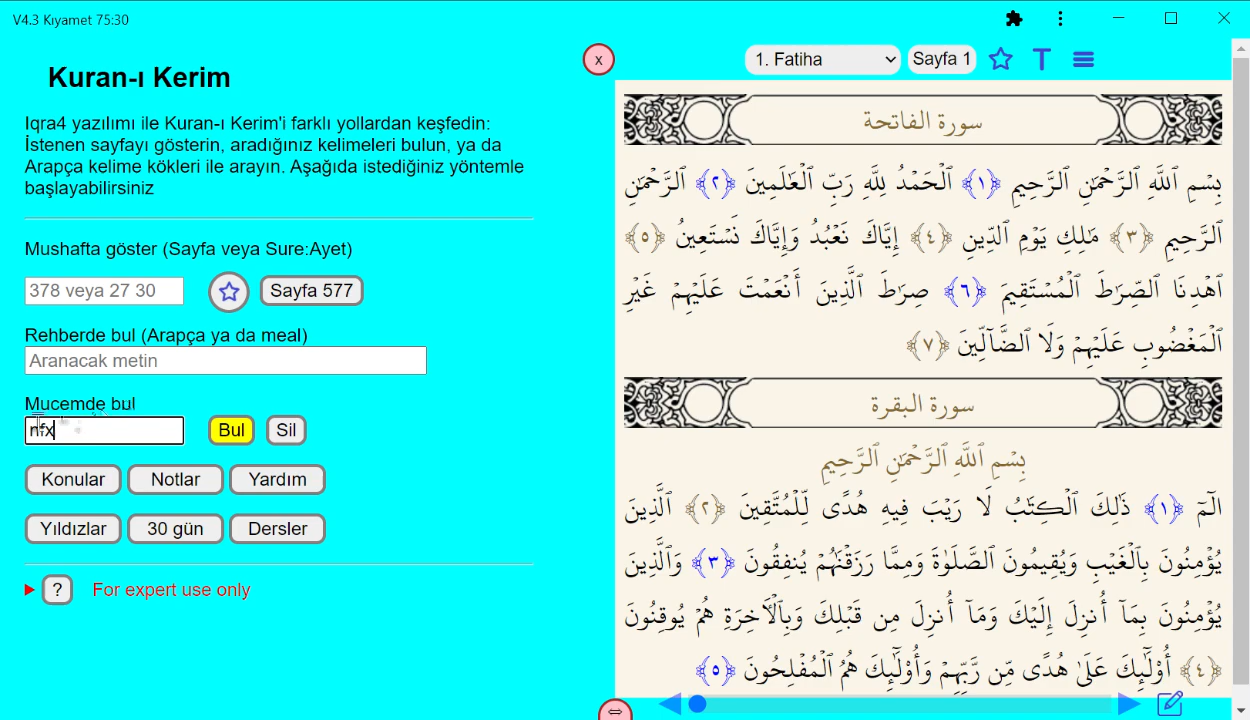 V4.3 Kıyamet 75:30
Kuran-ı Kerim
Iqra4 yazılımı ile Kuran-ı Kerim'i farklı yollardan keşfedin:
İstenen sayfayı gösterin, aradığınız kelimeleri bulun, ya da
Arapça kelime kökleri ile arayın. Aşağıda istediğiniz yöntemle
başlayabilirsiniz
Mushafta göster (Sayfa veya Sure:Ayet)
378 veya 27 30
Sayfa 577
Rehberde bul (Arapça ya da meal)
Aranacak metin
Mucemde bul
nfx
Bul Sil
Konular Notlar Yardım
Yıldızlar 30 gün Dersler
? For expert use only
x
1. Fatiha Sayfa 1 T
سورة الفاتحة
بِسْمِ ٱللَّهِ ٱلرَّحْمَٰنِ ٱلرَّحِيمِ ﴿١﴾ ٱلْحَمْدُ لِلَّهِ رَبِّ ٱلْعَٰلَمِينَ ﴿٢﴾ ٱلرَّحْمَٰنِ
ٱلرَّحِيمِ ﴿٣﴾ مَٰلِكِ يَوْمِ ٱلدِّينِ ﴿٤﴾ إِيَّاكَ نَعْبُدُ وَإِيَّاكَ نَسْتَعِينُ ﴿٥﴾
ٱهْدِنَا ٱلصِّرَٰطَ ٱلْمُسْتَقِيمَ ﴿٦﴾ صِرَٰطَ ٱلَّذِينَ أَنْعَمْتَ عَلَيْهِمْ غَيْرِ
ٱلْمَغْضُوبِ عَلَيْهِمْ وَلَا ٱلضَّآلِّينَ ﴿٧﴾
سورة البقرة
بِسْمِ ٱللَّهِ ٱلرَّحْمَٰنِ ٱلرَّحِيمِ
الٓمٓ ﴿١﴾ ذَٰلِكَ ٱلْكِتَٰبُ لَا رَيْبَ فِيهِ هُدًى لِّلْمُتَّقِينَ ﴿٢﴾ ٱلَّذِينَ
يُؤْمِنُونَ بِٱلْغَيْبِ وَيُقِيمُونَ ٱلصَّلَوٰةَ وَمِمَّا رَزَقْنَٰهُمْ يُنفِقُونَ ﴿٣﴾ وَٱلَّذِينَ
يُؤْمِنُونَ بِمَآ أُنزِلَ إِلَيْكَ وَمَآ أُنزِلَ مِن قَبْلِكَ وَبِٱلْءَاخِرَةِ هُمْ يُوقِنُونَ
﴿٤﴾ أُو۟لَٰٓئِكَ عَلَىٰ هُدًى مِّن رَّبِّهِمْ وَأُو۟لَٰٓئِكَ هُمُ ٱلْمُفْلِحُونَ ﴿٥﴾